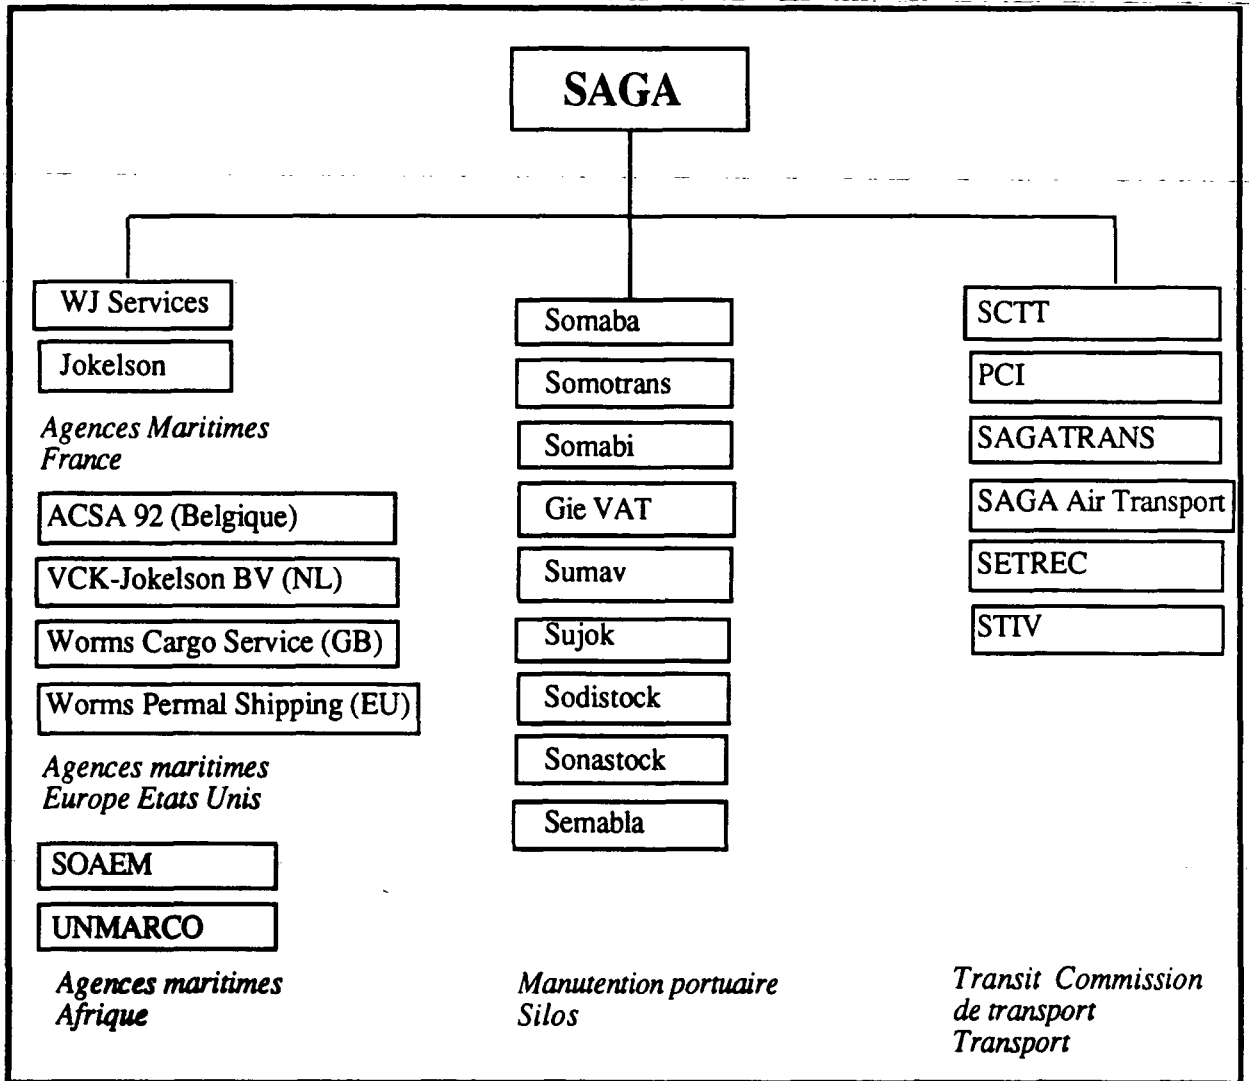 SAGA
WJ Services
Jokelson
Agences Maritimes
France
ACSA 92 (Belgique)
VCK-Jokelson BV (NL)
Worms Cargo Service (GB)
Worms Permal Shipping (EU)
Agences maritimes
Europe Etats Unis
SOAEM
UNMARCO
Agences maritimes
Afrique
Somaba
Somotrans
Somabi
Gie VAT
Sumav
Sujok
Sodistock
Sonastock
Semabla
Manutention portuaire
Silos
SCTT
PCI
SAGATRANS
SAGA Air Transport
SETREC
STIV
Transit Commission
de transport
Transport